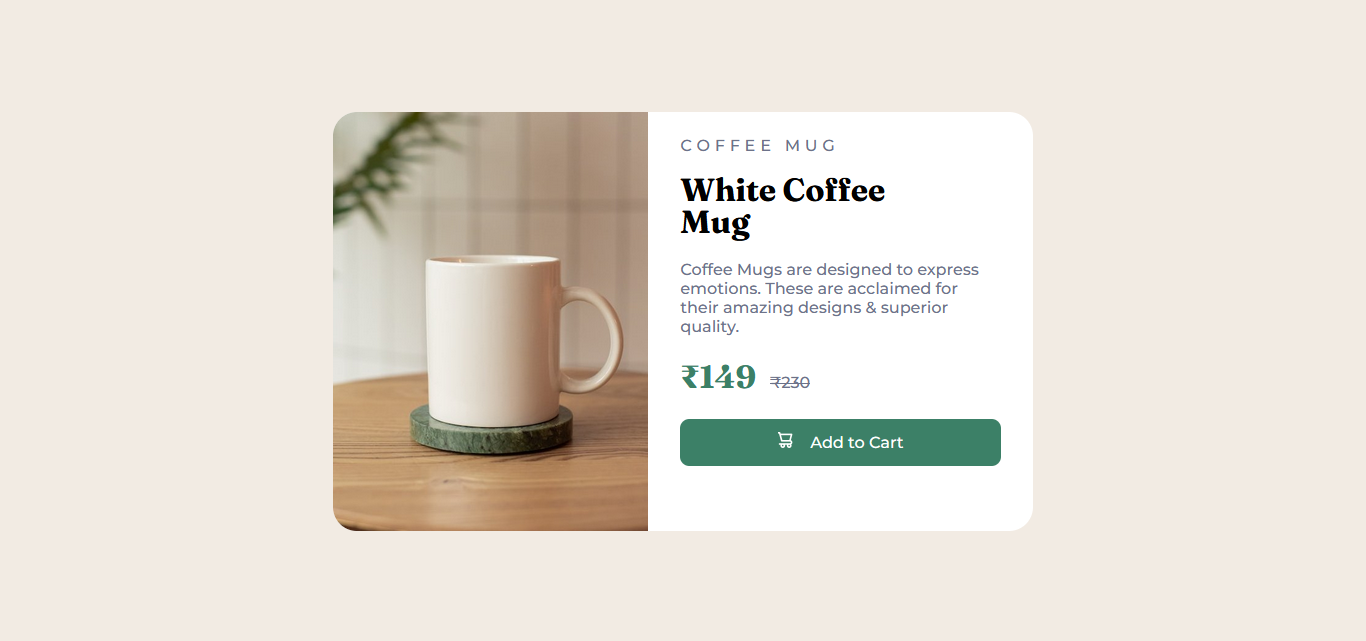 COFFEE MUG
White Coffee
Mug
Coffee Mugs are designed to express
emotions. These are acclaimed for
their amazing designs & superior
quality.
₹149 ₹230
Add to Cart